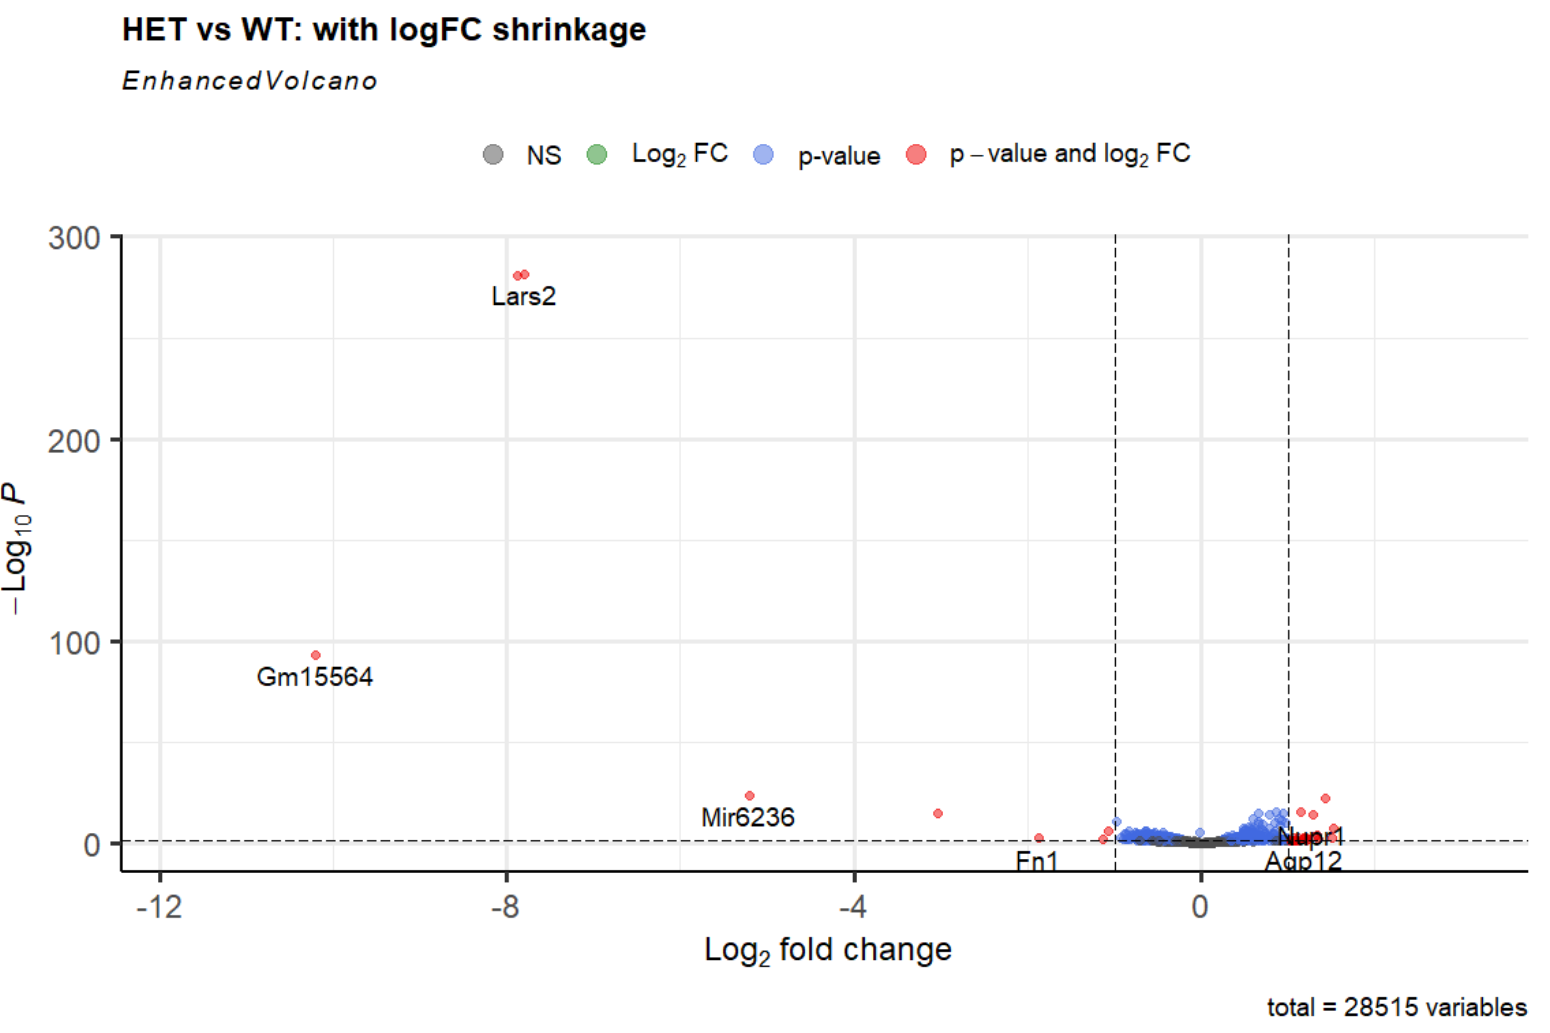 HET vs WT: with logFC shrinkage
EnhancedVolcano
NS Log₂ FC p-value p – value and log₂ FC
300
200
100
0
−Log₁₀ P
Lars2
Gm15564
Mir6236
Fn1
Nupr1
Aqp12
-12 -8 -4 0
Log₂ fold change
total = 28515 variables